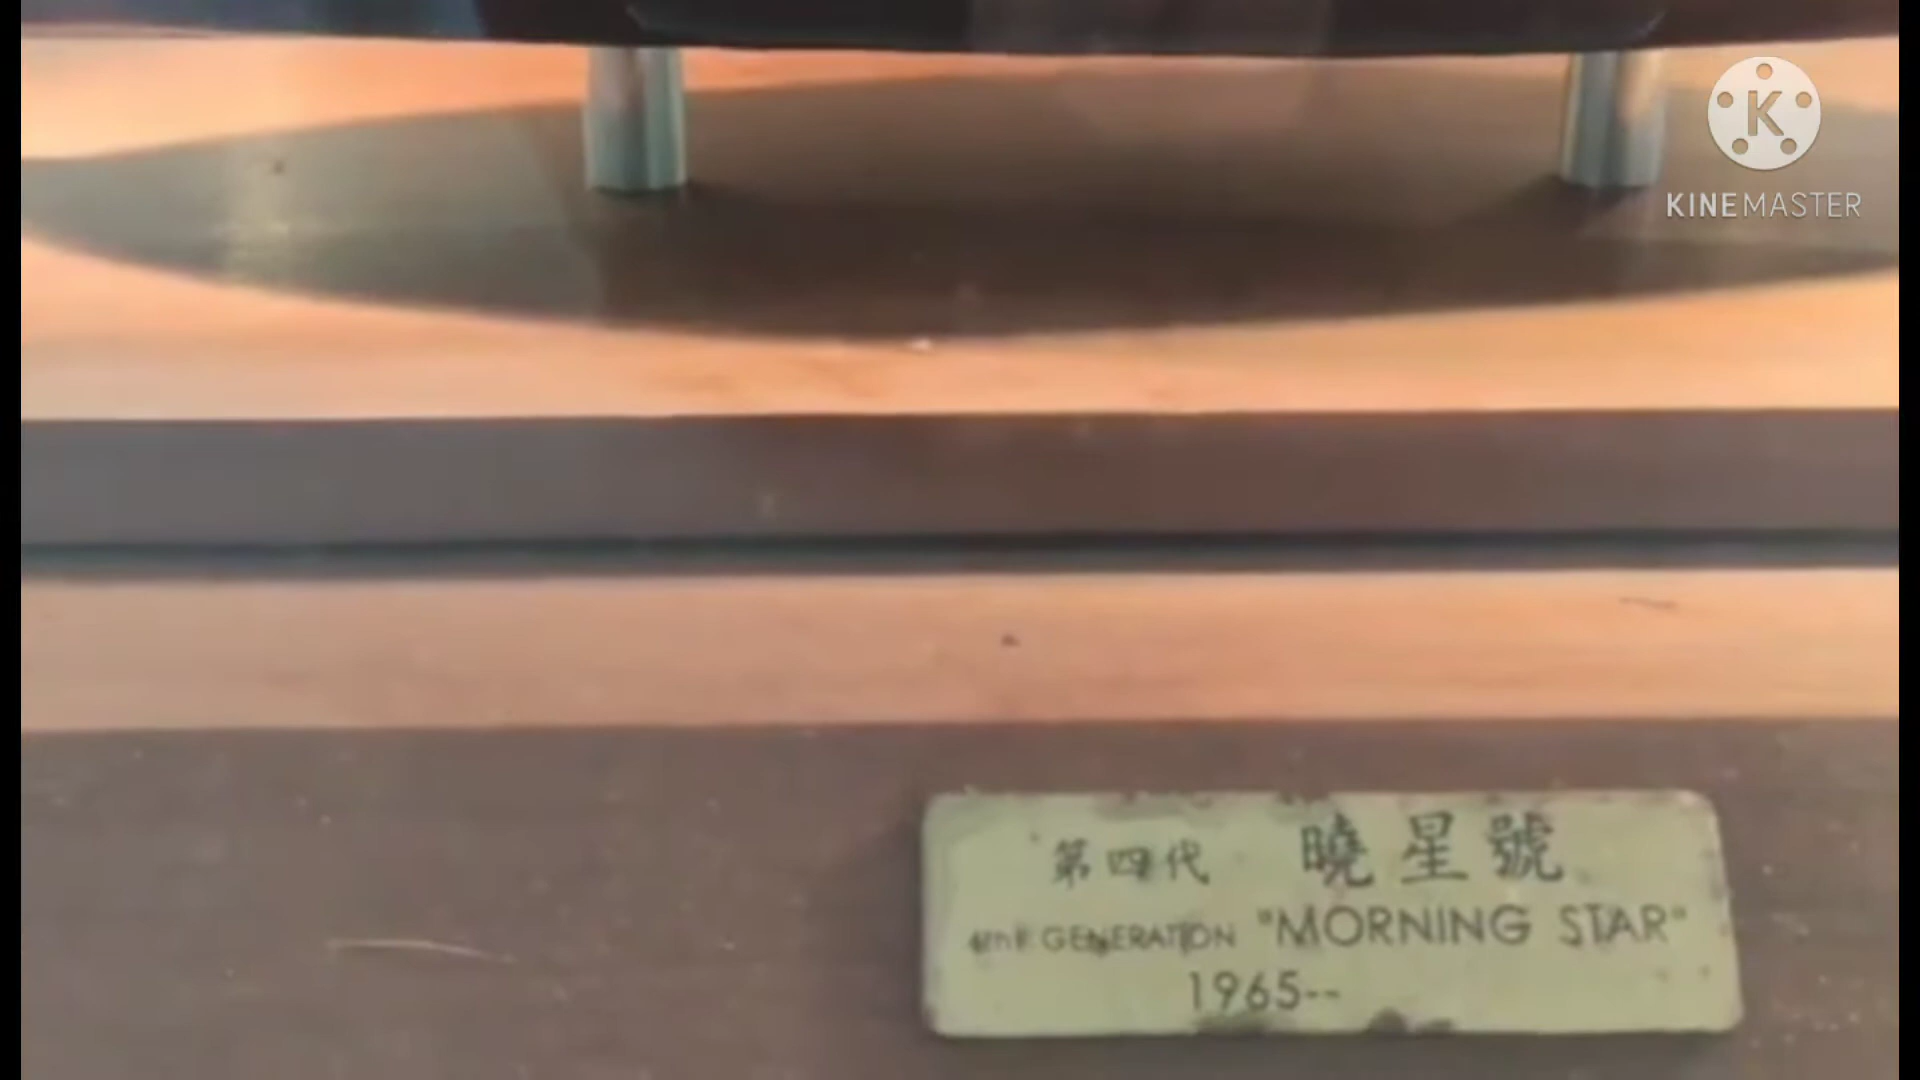 K
KINEMASTER
第四代 曉星號
GENERATION "MORNING STAR"
1965--